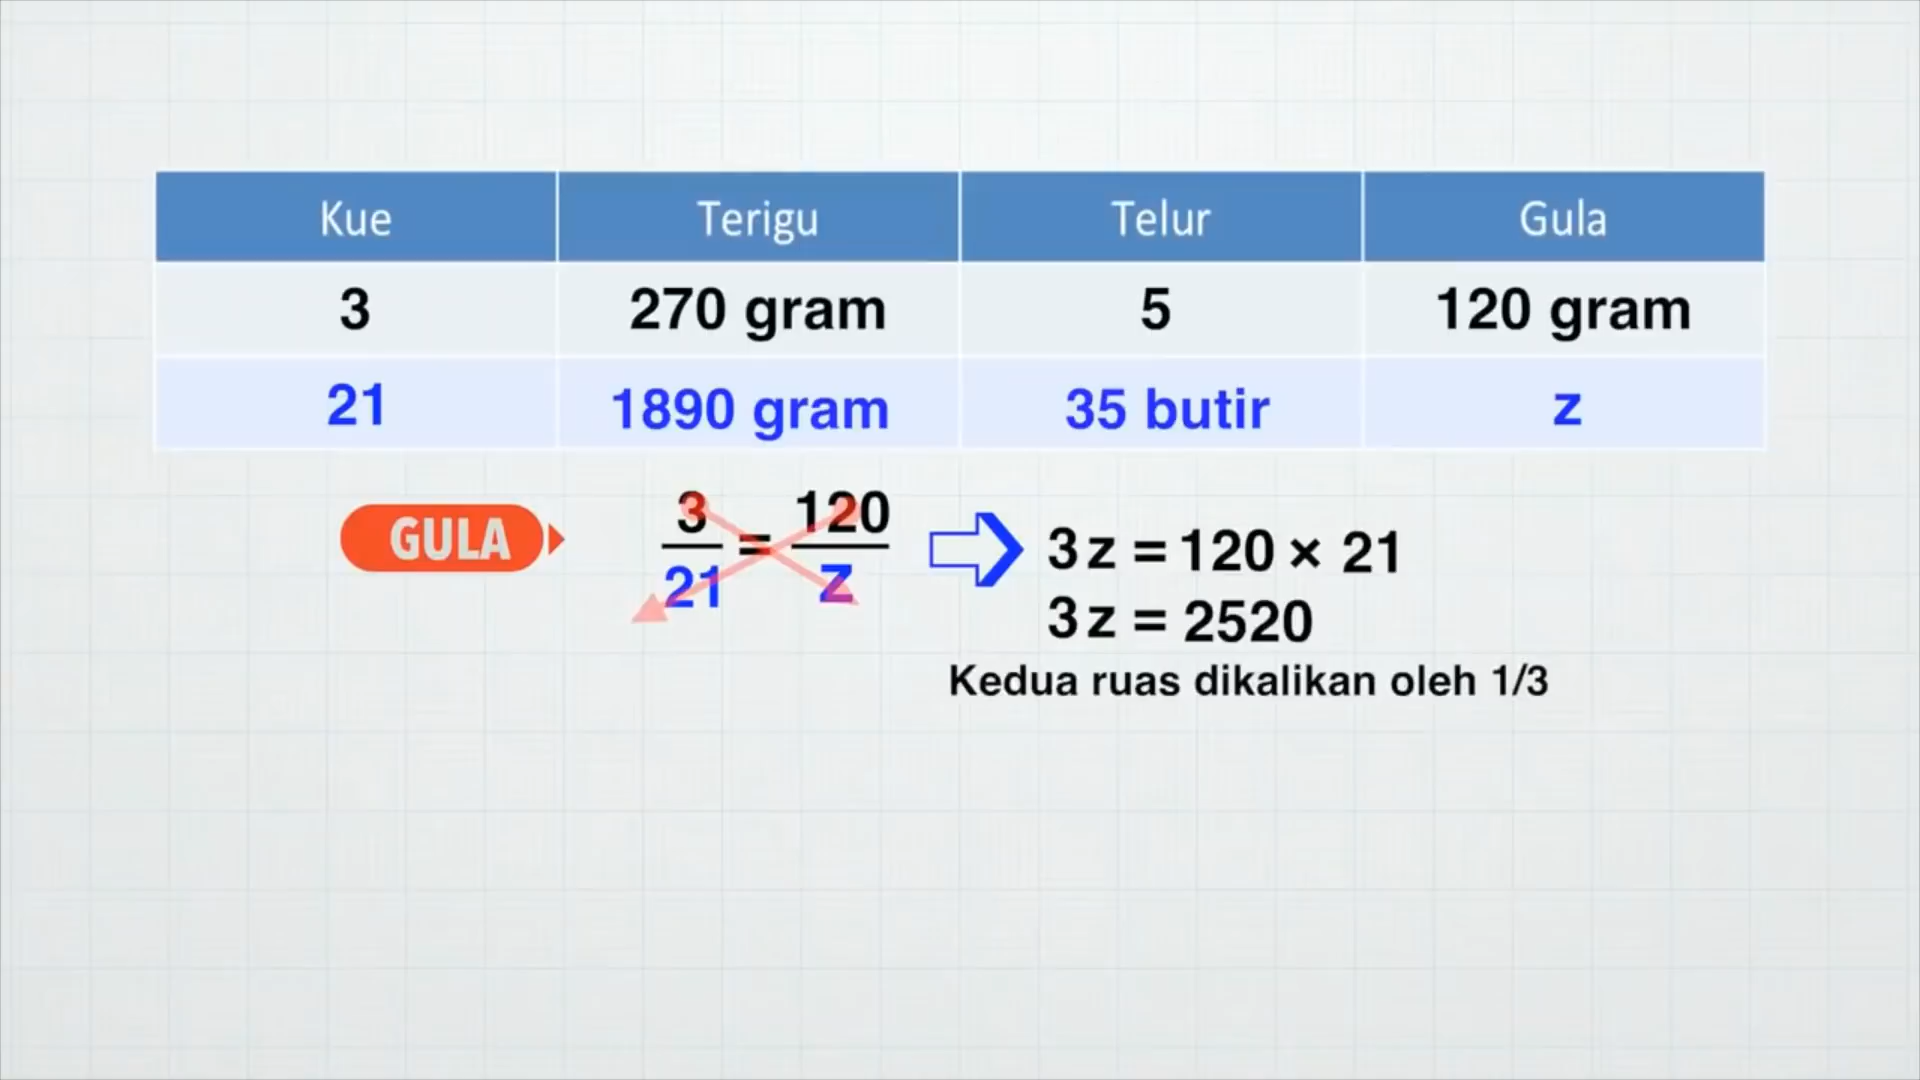 Kue Terigu Telur Gula
3 270 gram 5 120 gram
21 1890 gram 35 butir z
GULA 3/21 = 120/z 3z = 120 × 21
3z = 2520
Kedua ruas dikalikan oleh 1/3